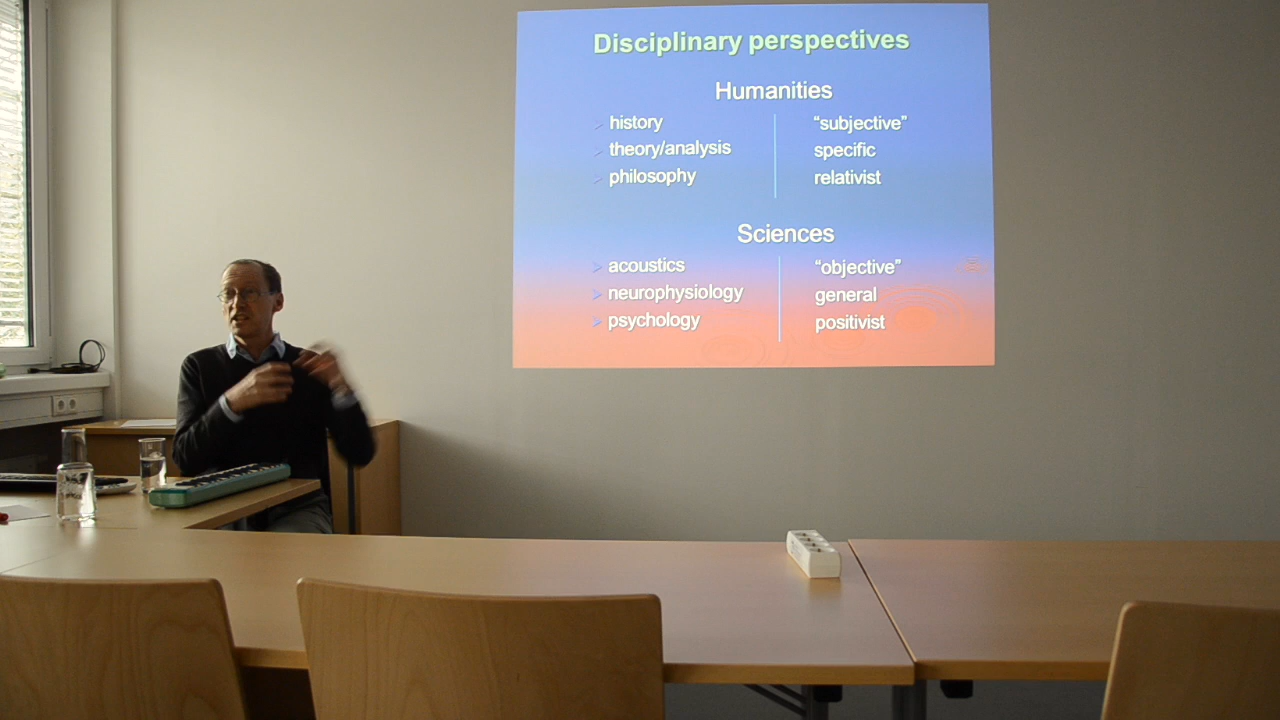 Disciplinary perspectives
Humanities
history
theory/analysis
philosophy
“subjective”
specific
relativist
Sciences
acoustics
neurophysiology
psychology
“objective”
general
positivist